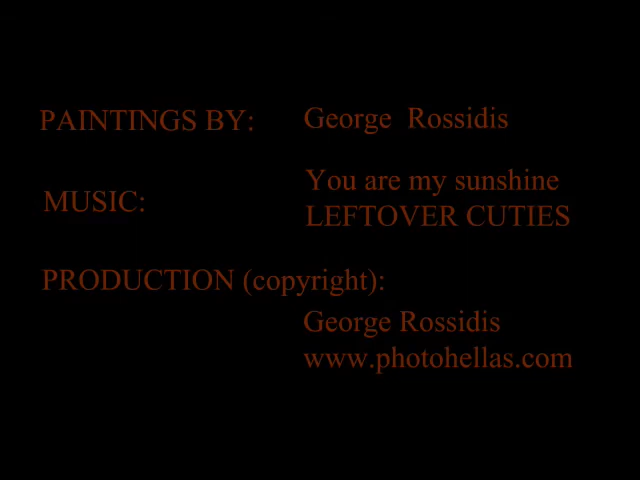 PAINTINGS BY: George Rossidis
MUSIC: You are my sunshine
LEFTOVER CUTIES
PRODUCTION (copyright):
George Rossidis
www.photohellas.com